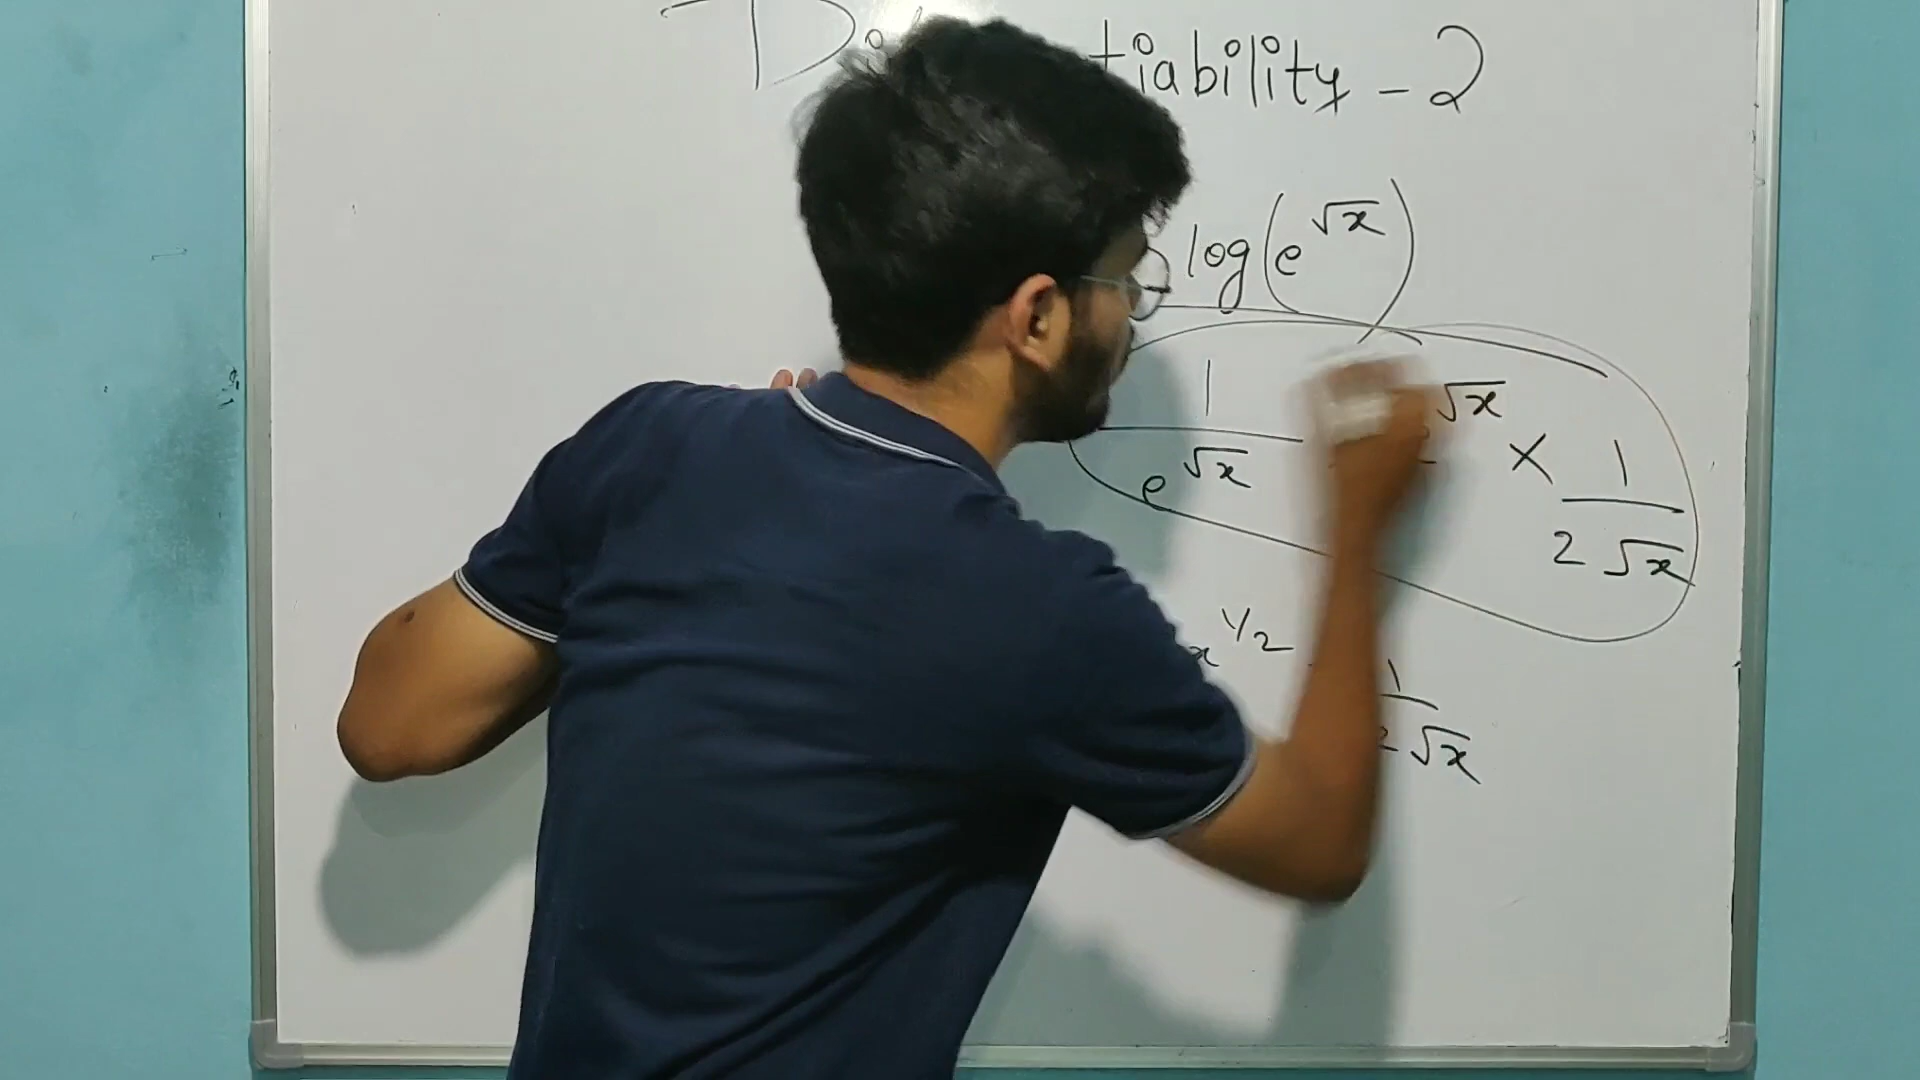 tiability - 2
log(e^√x)
1/e^√x e^√x × 1/2√x
x^1/2 1/2√x